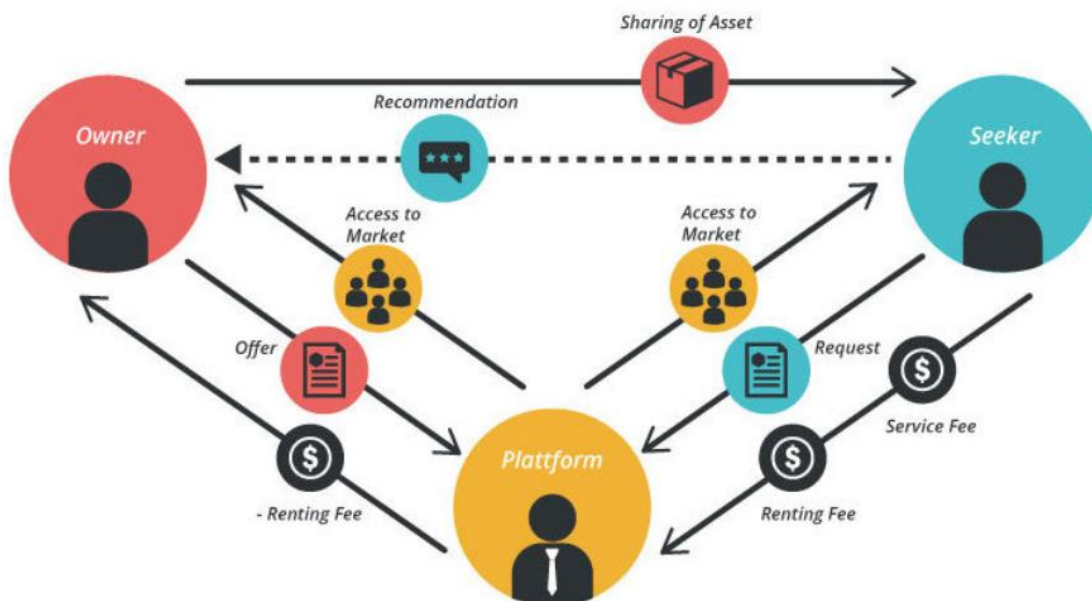 Sharing of Asset
Recommendation
Owner
Seeker
Access to
Market
Access to
Market
Offer
Request
Service Fee
Plattform
- Renting Fee
Renting Fee
$
$
$